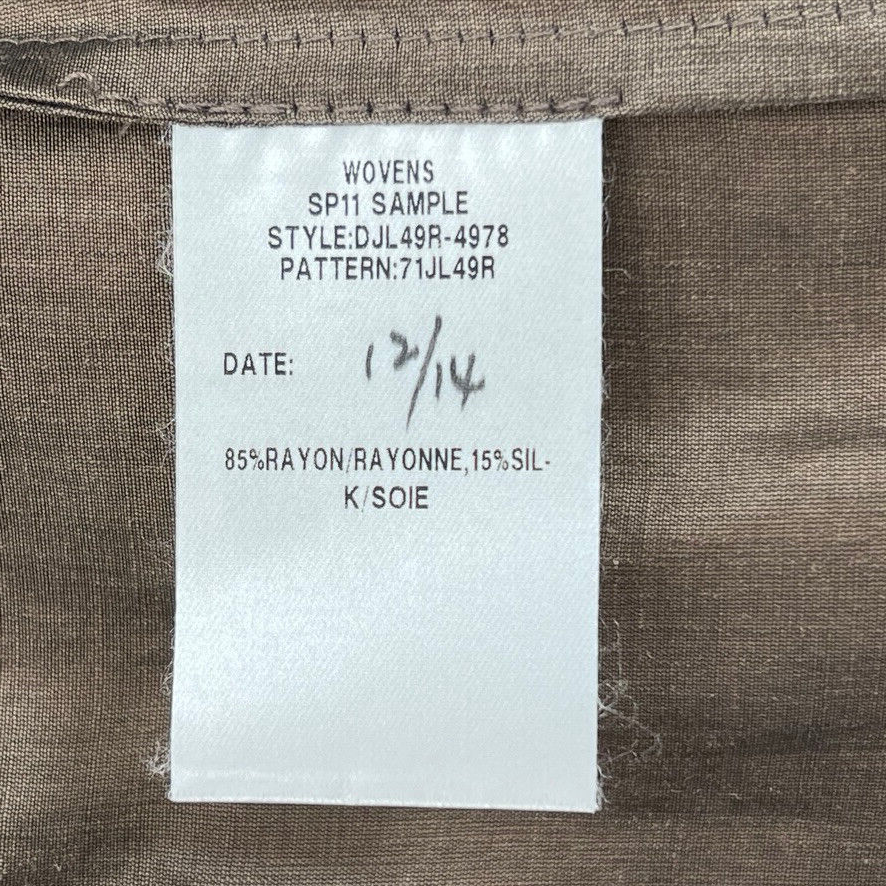 WOVENS
SP11 SAMPLE
STYLE:DJL49R-4978
PATTERN:71JL49R
DATE: 12/14
85%RAYON/RAYONNE,15%SIL-
K/SOIE